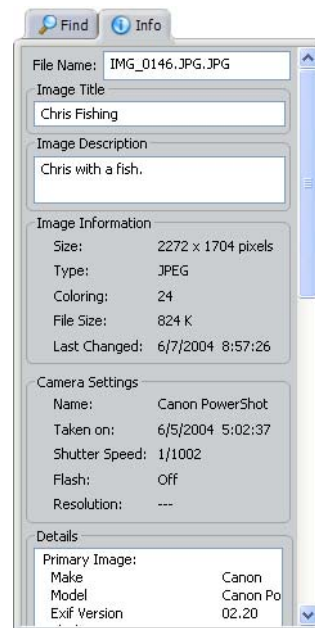 Find Info
File Name: IMG_0146.JPG.JPG
Image Title
Chris Fishing
Image Description
Chris with a fish.
Image Information
Size: 2272 x 1704 pixels
Type: JPEG
Coloring: 24
File Size: 824 K
Last Changed: 6/7/2004 8:57:26
Camera Settings
Name: Canon PowerShot
Taken on: 6/5/2004 5:02:37
Shutter Speed: 1/1002
Flash: Off
Resolution: ---
Details
Primary Image:
Make Canon
Model Canon Po
Exif Version 02.20